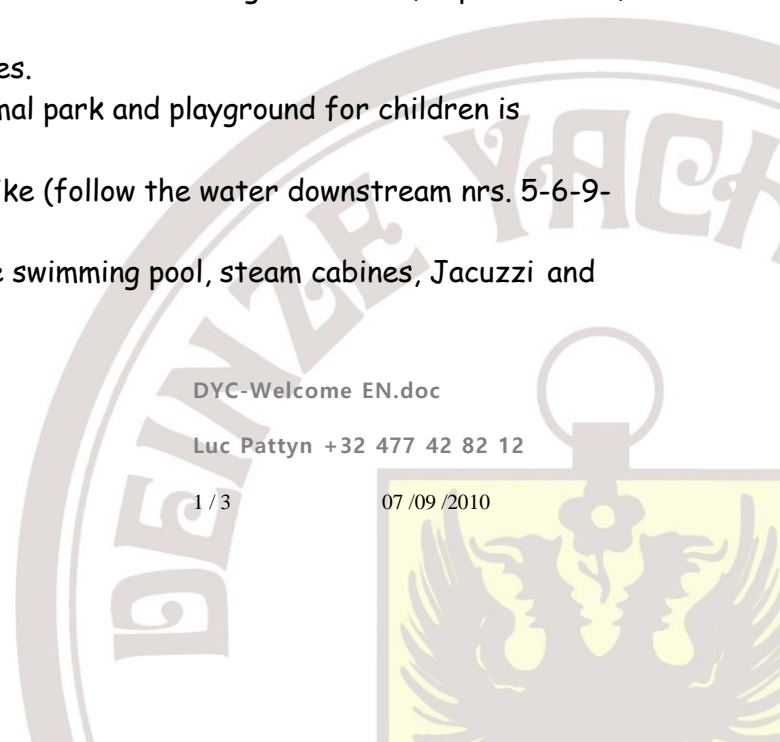 es.
nal park and playground for children is
ke (follow the water downstream nrs. 5-6-9-
e swimming pool, steam cabines, Jacuzzi and
DYC-Welcome EN.doc
Luc Pattyn +32 477 42 82 12
1 / 3 07 /09 /2010
DEINZE YACH